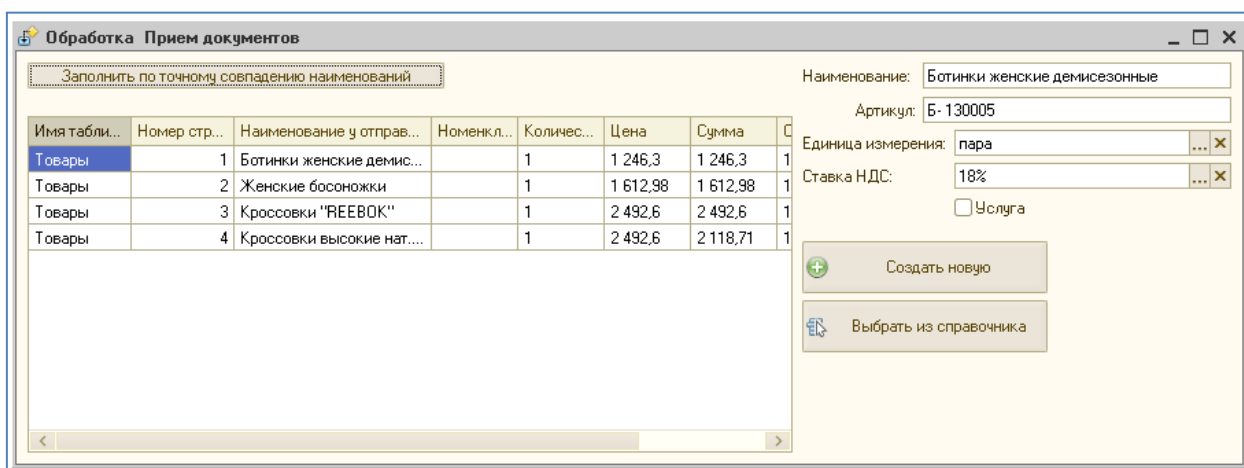 Обработка Прием документов
Заполнить по точному совпадению наименований
Имя табли... Номер стр... Наименование у отправ... Номенкл... Количес... Цена Сумма С
Товары 1 Ботинки женские демис... 1 1 246,3 1 246,3 1
Товары 2 Женские босоножки 1 1 612,98 1 612,98 1
Товары 3 Кроссовки "REEBOK" 1 2 492,6 2 492,6 1
Товары 4 Кроссовки высокие нат.... 1 2 492,6 2 118,71 1
Наименование: Ботинки женские демисезонные
Артикул: Б- 130005
Единица измерения: пара ...
Ставка НДС: 18% ...
Услуга
Создать новую
Выбрать из справочника